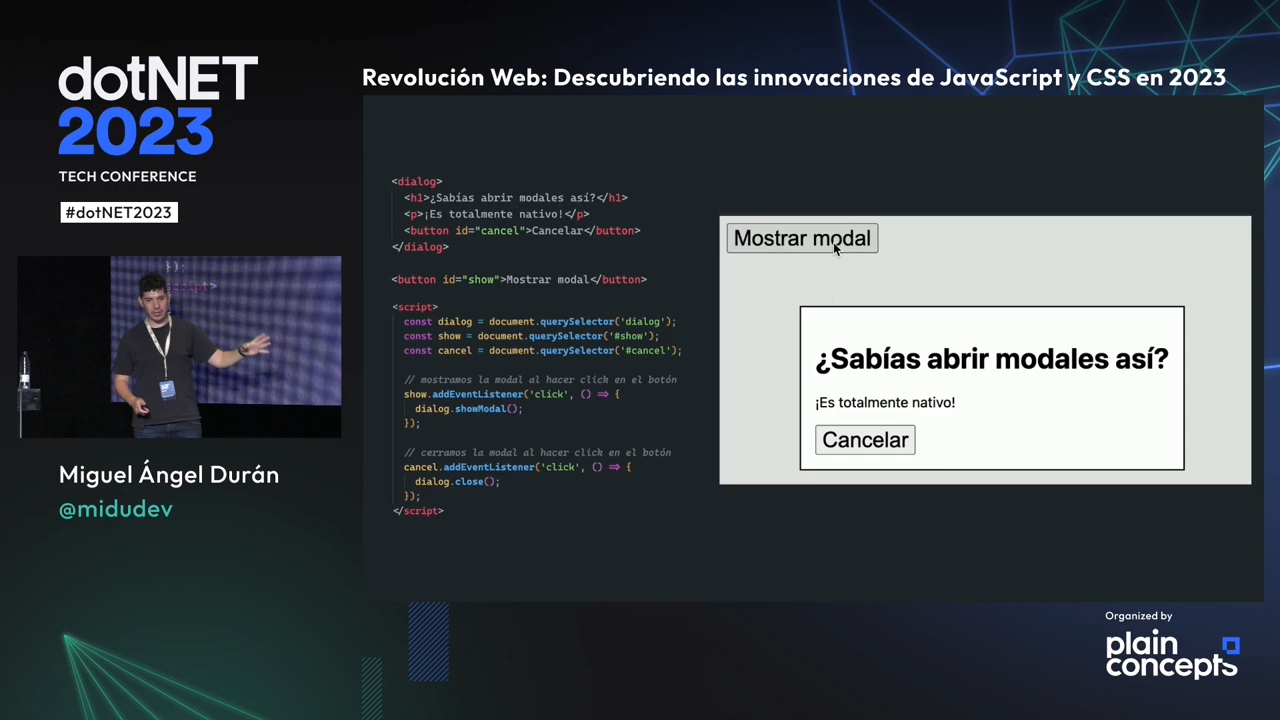 dotNET
2023
TECH CONFERENCE
#dotNET2023
Revolución Web: Descubriendo las innovaciones de JavaScript y CSS en 2023
<dialog>
<h1>¿Sabías abrir modales así?</h1>
<p>¡Es totalmente nativo!</p>
<button id="cancel">Cancelar</button>
</dialog>
<button id="show">Mostrar modal</button>
<script>
const dialog = document.querySelector('dialog');
const show = document.querySelector('#show');
const cancel = document.querySelector('#cancel');
// mostramos la modal al hacer click en el botón
show.addEventListener('click', () => {
dialog.showModal();
});
// cerramos la modal al hacer click en el botón
cancel.addEventListener('click', () => {
dialog.close();
});
</script>
Mostrar modal
¿Sabías abrir modales así?
¡Es totalmente nativo!
Cancelar
});
Miguel Ángel Durán
@midudev
Organized by
plain
concepts